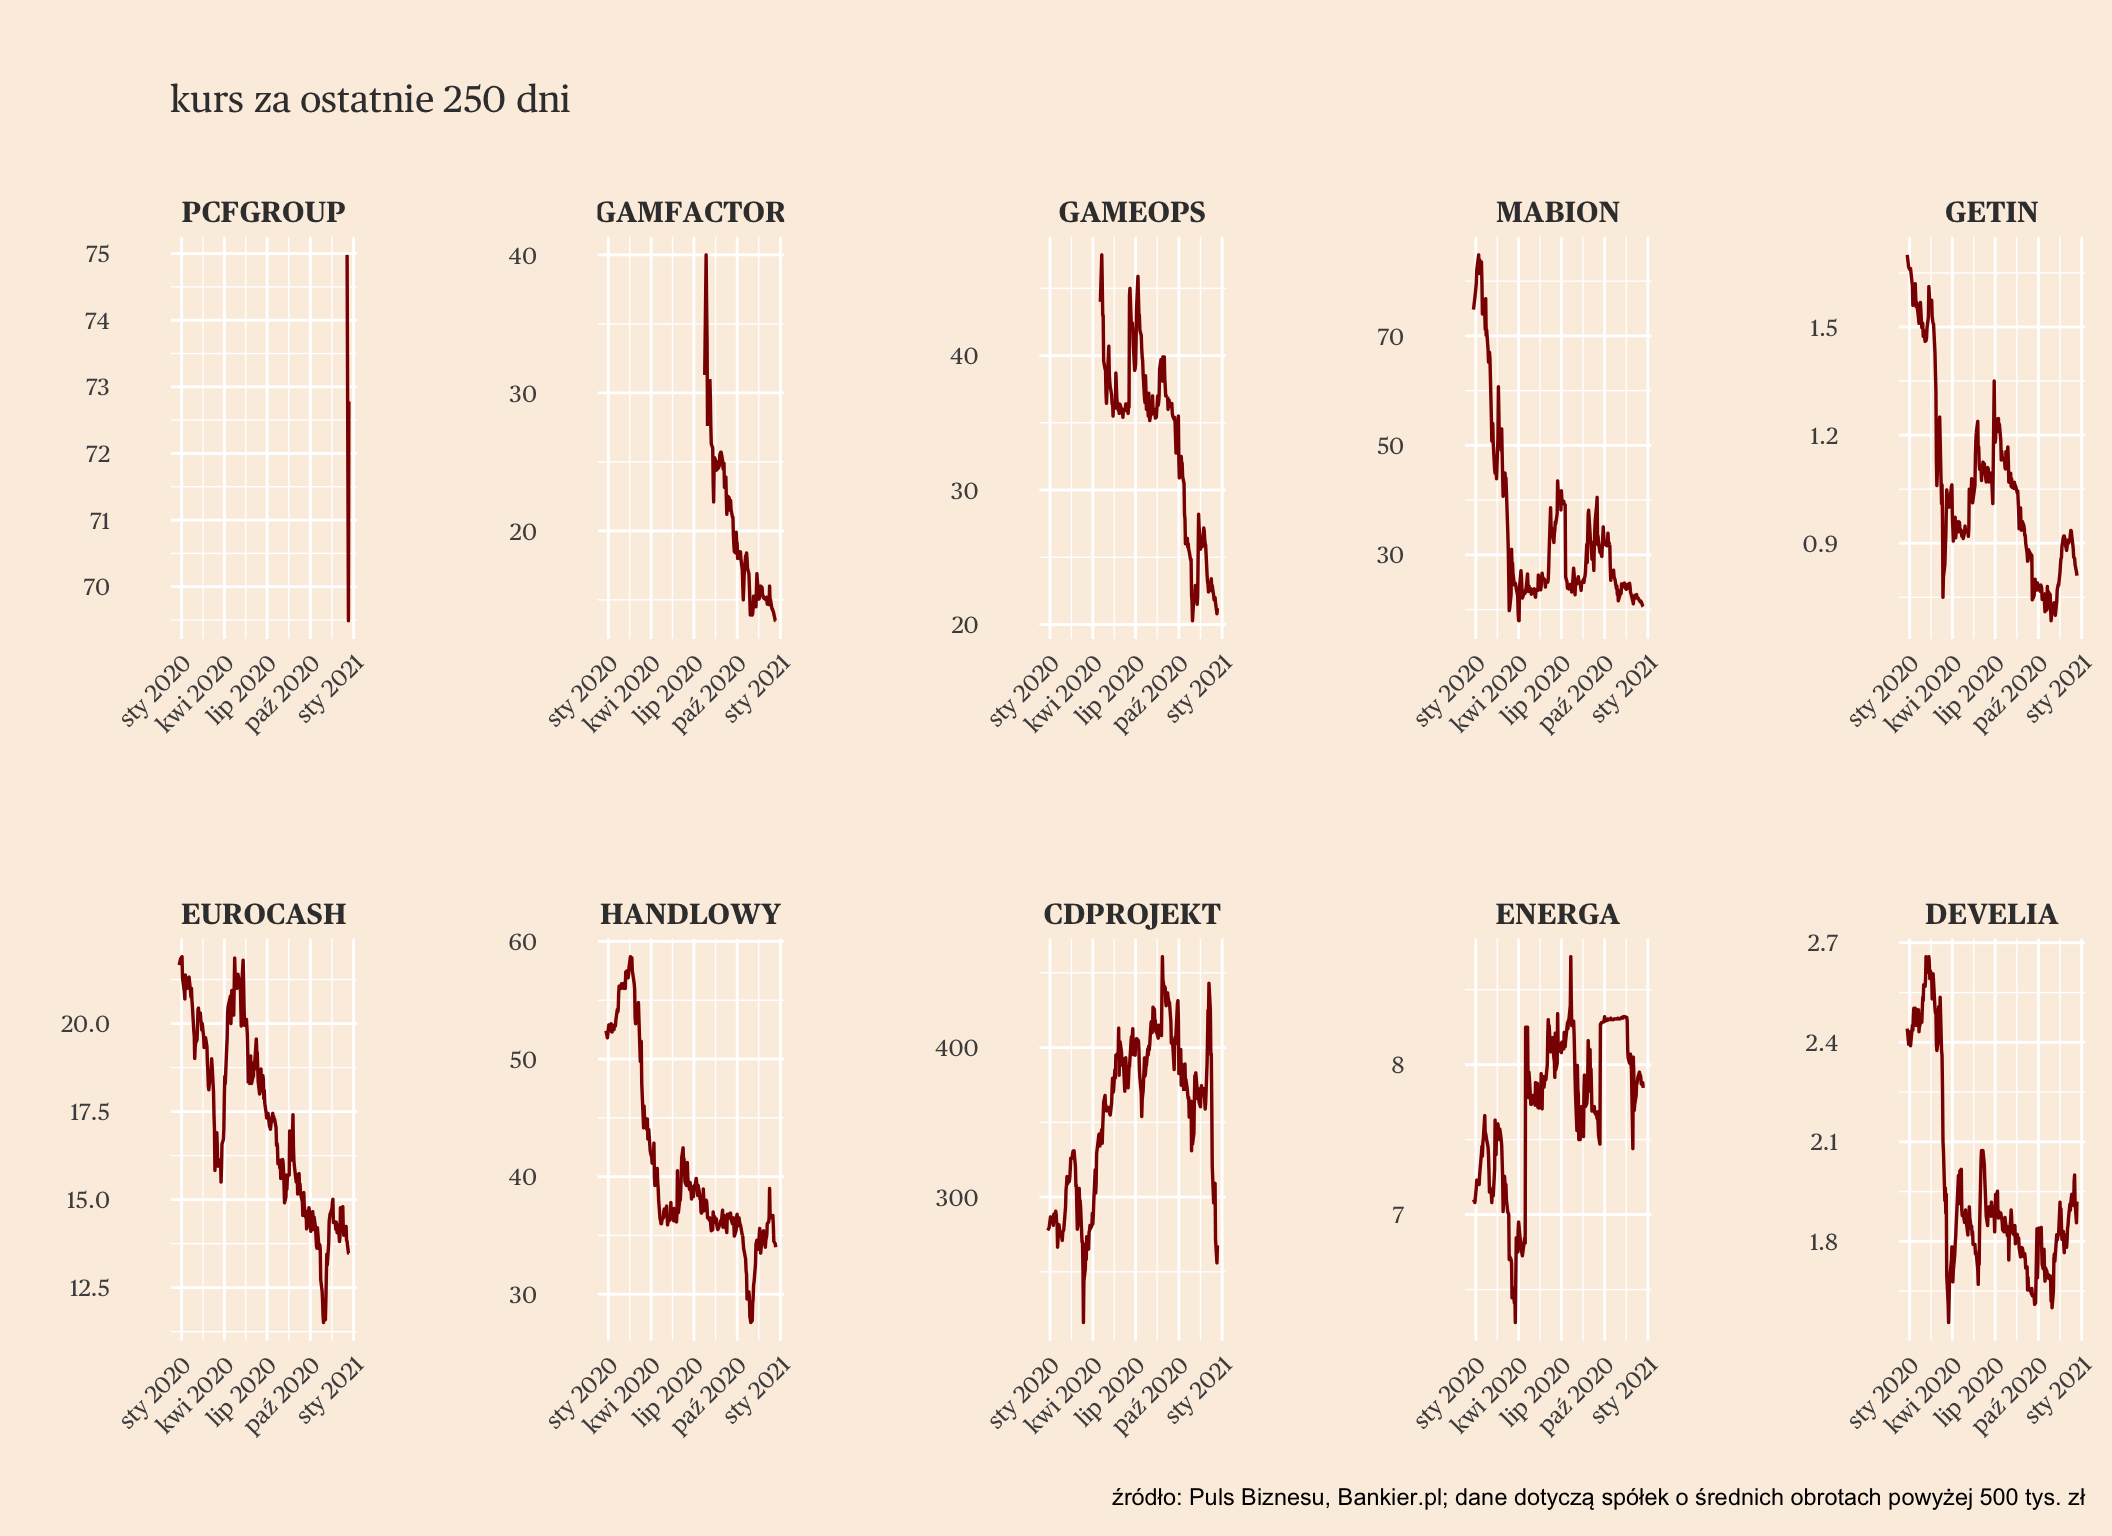 kurs za ostatnie 250 dni
PCFGROUP
75
74
73
72
71
70
sty 2020
kwi 2020
lip 2020
paź 2020
sty 2021
GAMFACTOR
40
30
20
sty 2020
kwi 2020
lip 2020
paź 2020
sty 2021
GAMEOPS
40
30
20
sty 2020
kwi 2020
lip 2020
paź 2020
sty 2021
MABION
70
50
30
sty 2020
kwi 2020
lip 2020
paź 2020
sty 2021
GETIN
1.5
1.2
0.9
sty 2020
kwi 2020
lip 2020
paź 2020
sty 2021
EUROCASH
20.0
17.5
15.0
12.5
sty 2020
kwi 2020
lip 2020
paź 2020
sty 2021
HANDLOWY
60
50
40
30
sty 2020
kwi 2020
lip 2020
paź 2020
sty 2021
CDPROJEKT
400
300
sty 2020
kwi 2020
lip 2020
paź 2020
sty 2021
ENERGA
8
7
sty 2020
kwi 2020
lip 2020
paź 2020
sty 2021
DEVELIA
2.7
2.4
2.1
1.8
sty 2020
kwi 2020
lip 2020
paź 2020
sty 2021
źródło: Puls Biznesu, Bankier.pl; dane dotyczą spółek o średnich obrotach powyżej 500 tys. zł